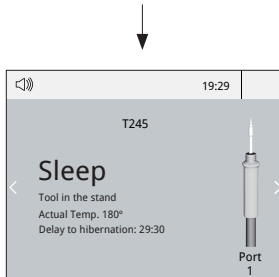 19:29
T245
Sleep
Tool in the stand
Actual Temp. 180º
Delay to hibernation: 29:30
Port
1